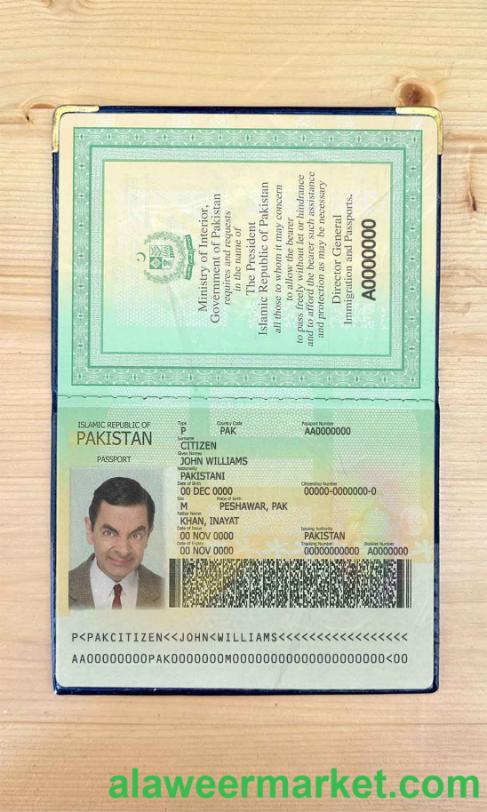 Ministry of Interior,
Government of Pakistan
requires and requests
in the name of
The President
Islamic Republic of Pakistan
all those to whom it may concern
to allow the bearer
to pass freely without let or hindrance
and to afford the bearer such assistance
and protection as may be necessary
Director General
Immigration and Passports.
A0000000
ISLAMIC REPUBLIC OF
PAKISTAN
PASSPORT
Type Country Code Passport Number
P PAK AA0000000
Surname
CITIZEN
Given Names
JOHN WILLIAMS
Nationality
PAKISTANI
Date of Birth Citizenship Number
00 DEC 0000 00000-0000000-0
Sex Place of Birth
M PESHAWAR, PAK
Father Name
KHAN, INAYAT
Date of Issue Issuing Authority
00 NOV 0000 PAKISTAN
Date of Expiry Tracking Number Booklet Number
00 NOV 0000 00000000000 A0000000
P<PAKCITIZEN<<JOHN<WILLIAMS<<<<<<<<<<<<<<<<<
AA00000000PAK0000000M00000000000000000000000<00
alaweermarket.com